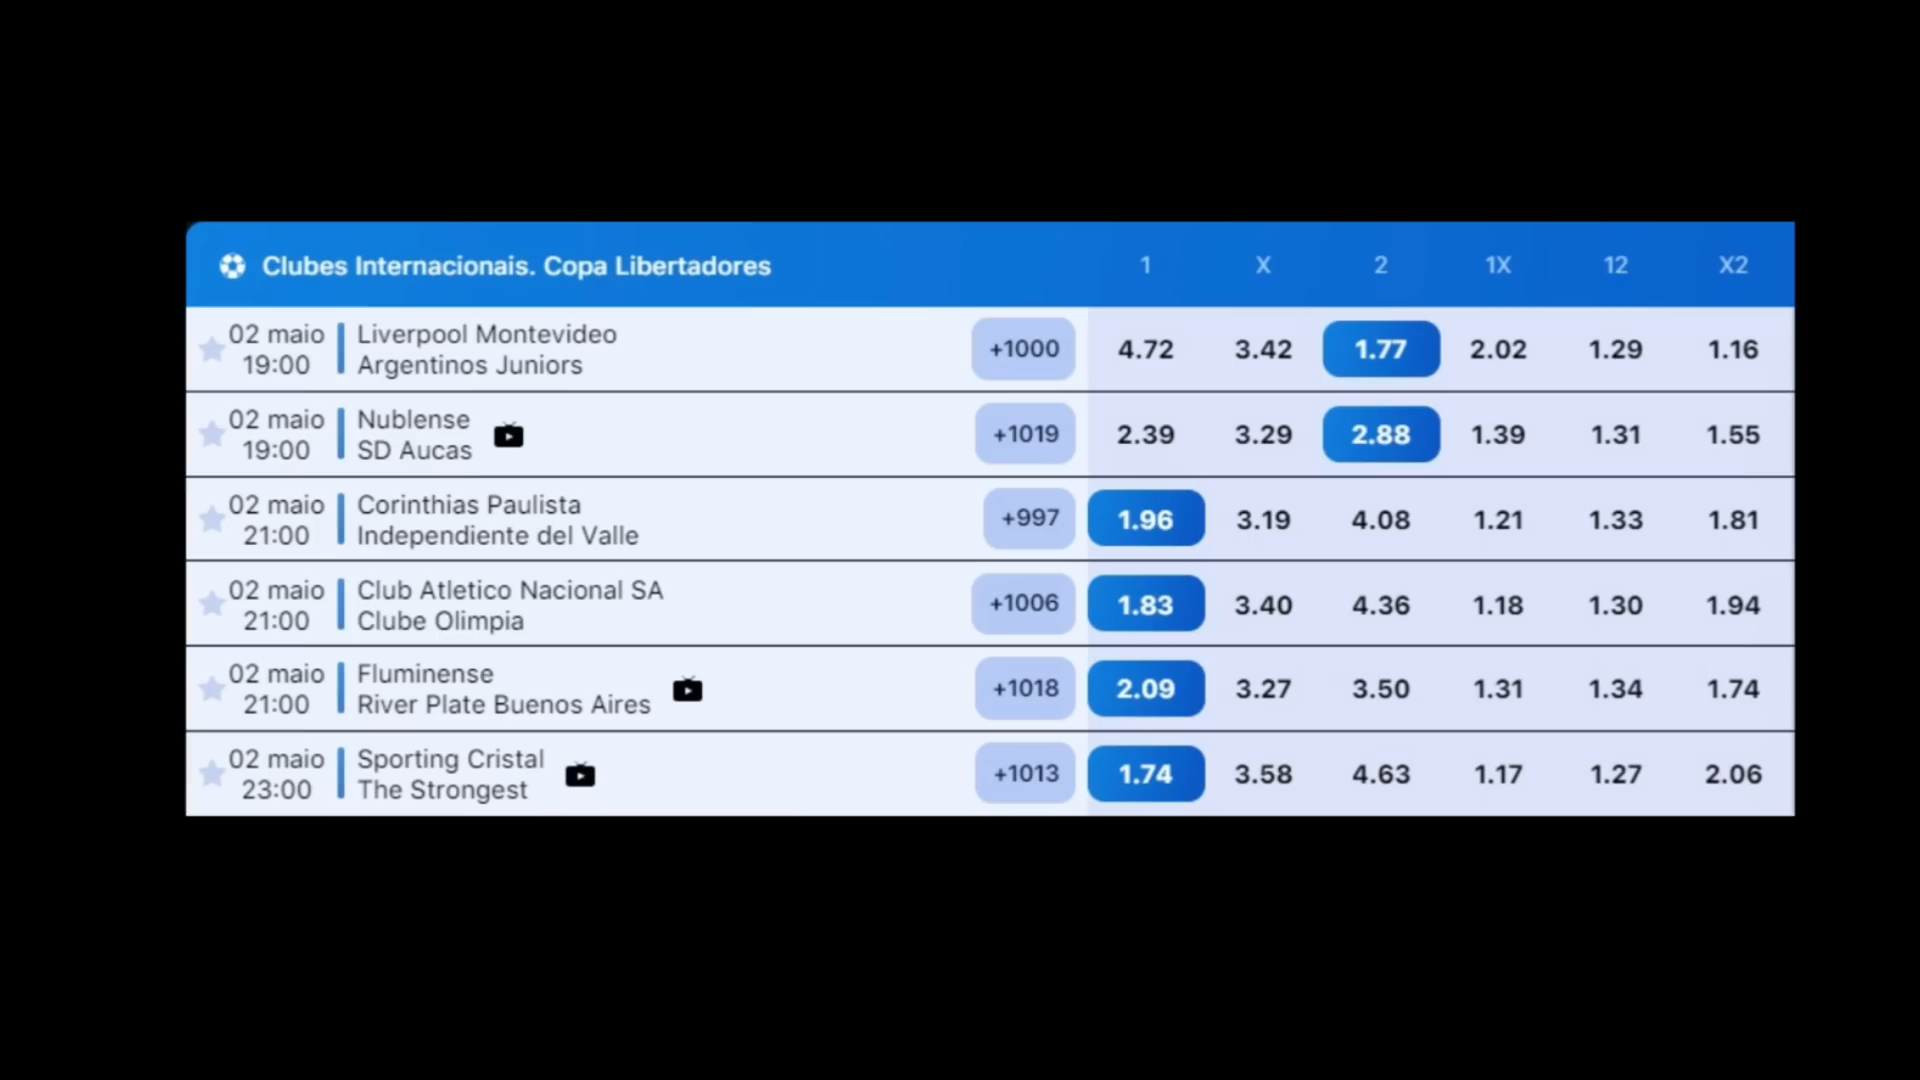 Clubes Internacionais. Copa Libertadores 1 X 2 1X 12 X2
02 maio Liverpool Montevideo
19:00 Argentinos Juniors
+1000 4.72 3.42 1.77 2.02 1.29 1.16
02 maio Nublense
19:00 SD Aucas
+1019 2.39 3.29 2.88 1.39 1.31 1.55
02 maio Corinthias Paulista
21:00 Independiente del Valle
+997 1.96 3.19 4.08 1.21 1.33 1.81
02 maio Club Atletico Nacional SA
21:00 Clube Olimpia
+1006 1.83 3.40 4.36 1.18 1.30 1.94
02 maio Fluminense
21:00 River Plate Buenos Aires
+1018 2.09 3.27 3.50 1.31 1.34 1.74
02 maio Sporting Cristal
23:00 The Strongest
+1013 1.74 3.58 4.63 1.17 1.27 2.06